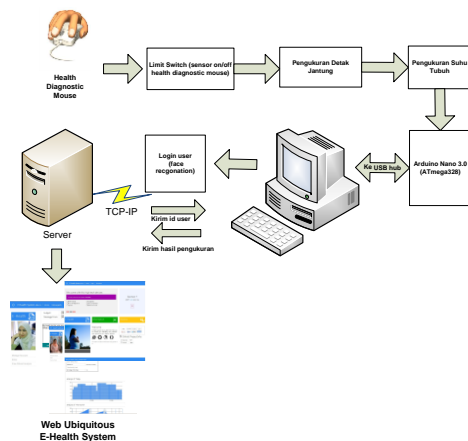 Health
Diagnostic
Mouse
Limit Switch (sensor on/off
health diagnostic mouse)
Pengukuran Detak
Jantung
Pengukuran Suhu
Tubuh
Server
TCP-IP
Login user
(face
recgonation)
Kirim id user
Kirim hasil pengukuran
Ke USB hub
Arduino Nano 3.0
(ATmega328)
Web Ubiquitous
E-Health System